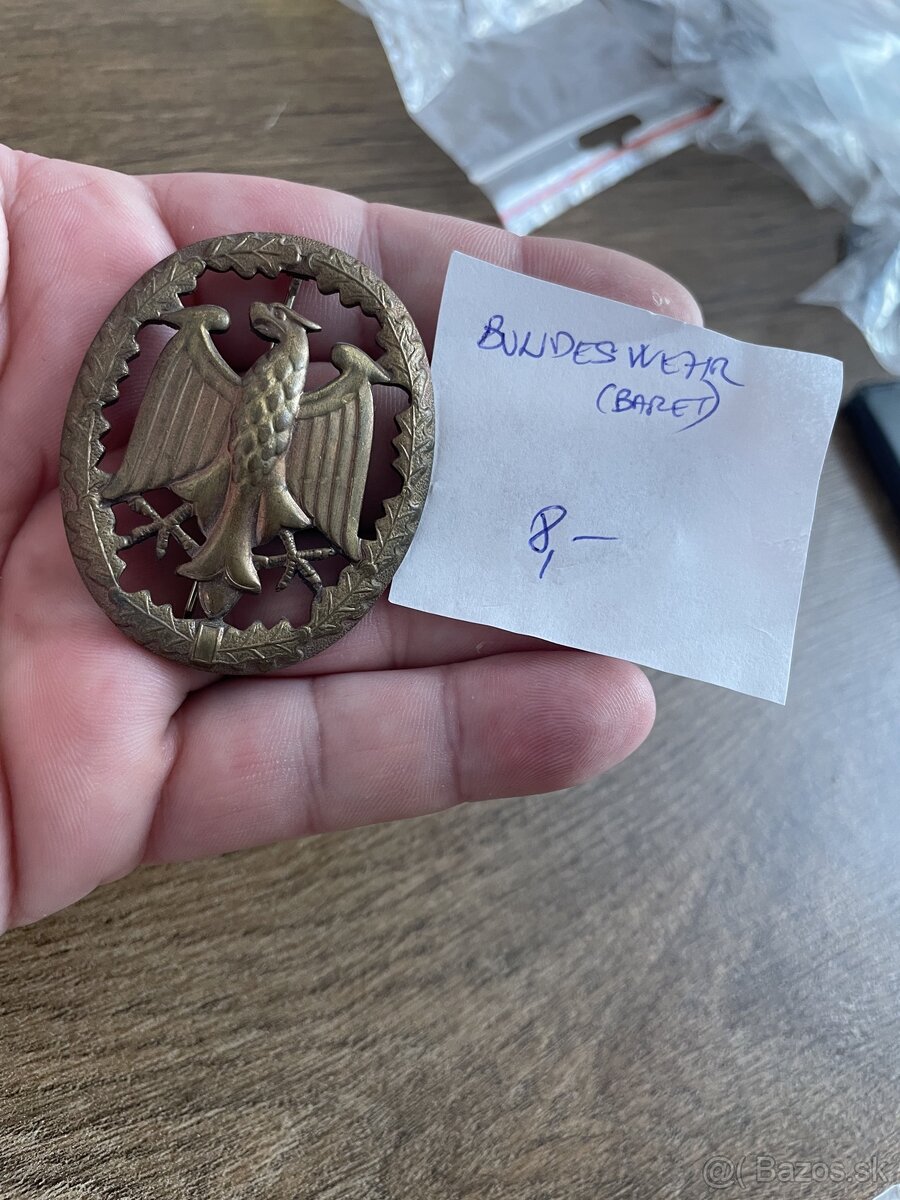 BUNDESWEHR
(BARET)
8,-
@( Bazos.sk